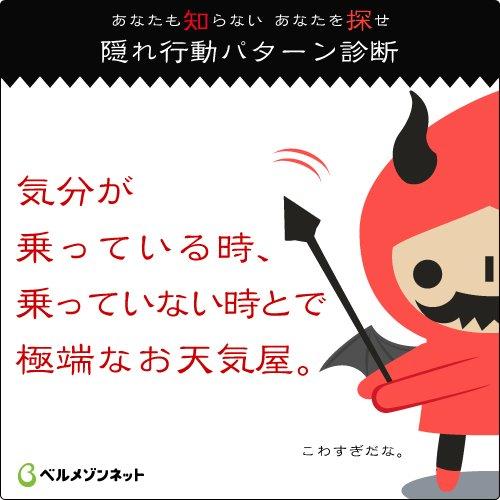 あなたも知らない あなたを探せ
隠れ行動パターン診断
気分が
乗っている時、
乗っていない時とで
極端なお天気屋。
こわすぎだな。
ベルメゾンネット